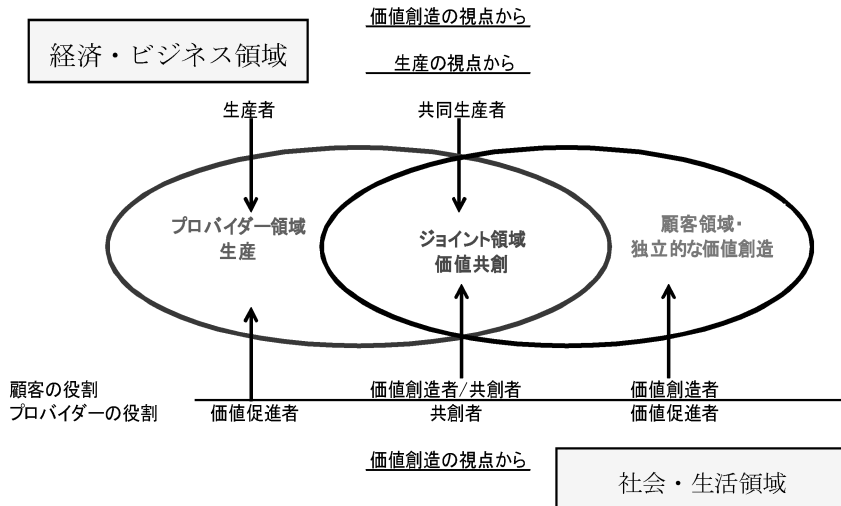 価値創造の視点から
経済・ビジネス領域
生産の視点から
生産者
共同生産者
プロバイダー領域
生産
ジョイント領域
価値共創
顧客領域・
独立的な価値創造
顧客の役割
価値創造者/共創者
価値創造者
プロバイダーの役割
価値促進者
共創者
価値促進者
価値創造の視点から
社会・生活領域